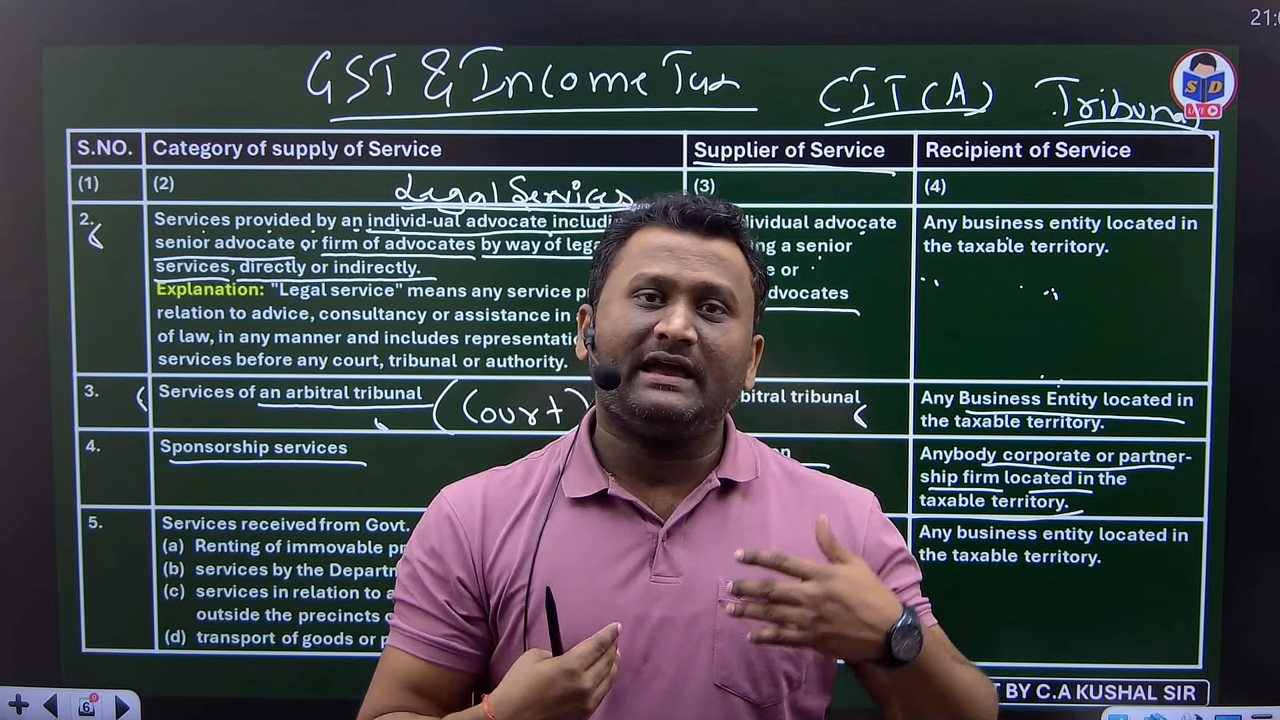 21:
GST & Income Tax
CIT(A)
Tribunal
S D
LIVE
S.NO.
Category of supply of Service
Supplier of Service
Recipient of Service
(1)
(2)
Legal Services
(3)
(4)
2.
Services provided by an individ-ual advocate includi
senior advocate or firm of advocates by way of lega
services, directly or indirectly.
Explanation: "Legal service" means any service p
relation to advice, consultancy or assistance in
of law, in any manner and includes representati
services before any court, tribunal or authority.
dividual advocate
ng a senior
e or
dvocates
Any business entity located in
the taxable territory.
3.
Services of an arbitral tribunal
(Court)
bitral tribunal
Any Business Entity located in
the taxable territory.
4.
Sponsorship services
on
Anybody corporate or partner-
ship firm located in the
taxable territory.
5.
Services received from Govt.
(a) Renting of immovable pr
(b) services by the Departn
(c) services in relation to a
outside the precincts o
(d) transport of goods or p
Any business entity located in
the taxable territory.
T BY C.A KUSHAL SIR
6